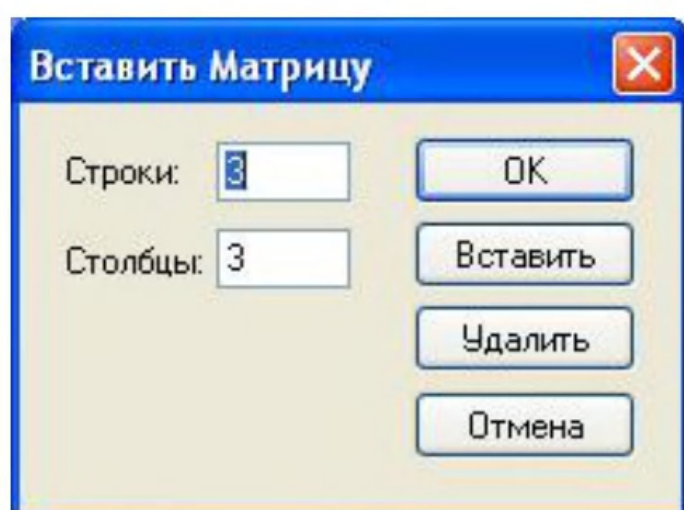 Вставить Матрицу
Строки: 3
OK
Столбцы: 3
Вставить
Удалить
Отмена